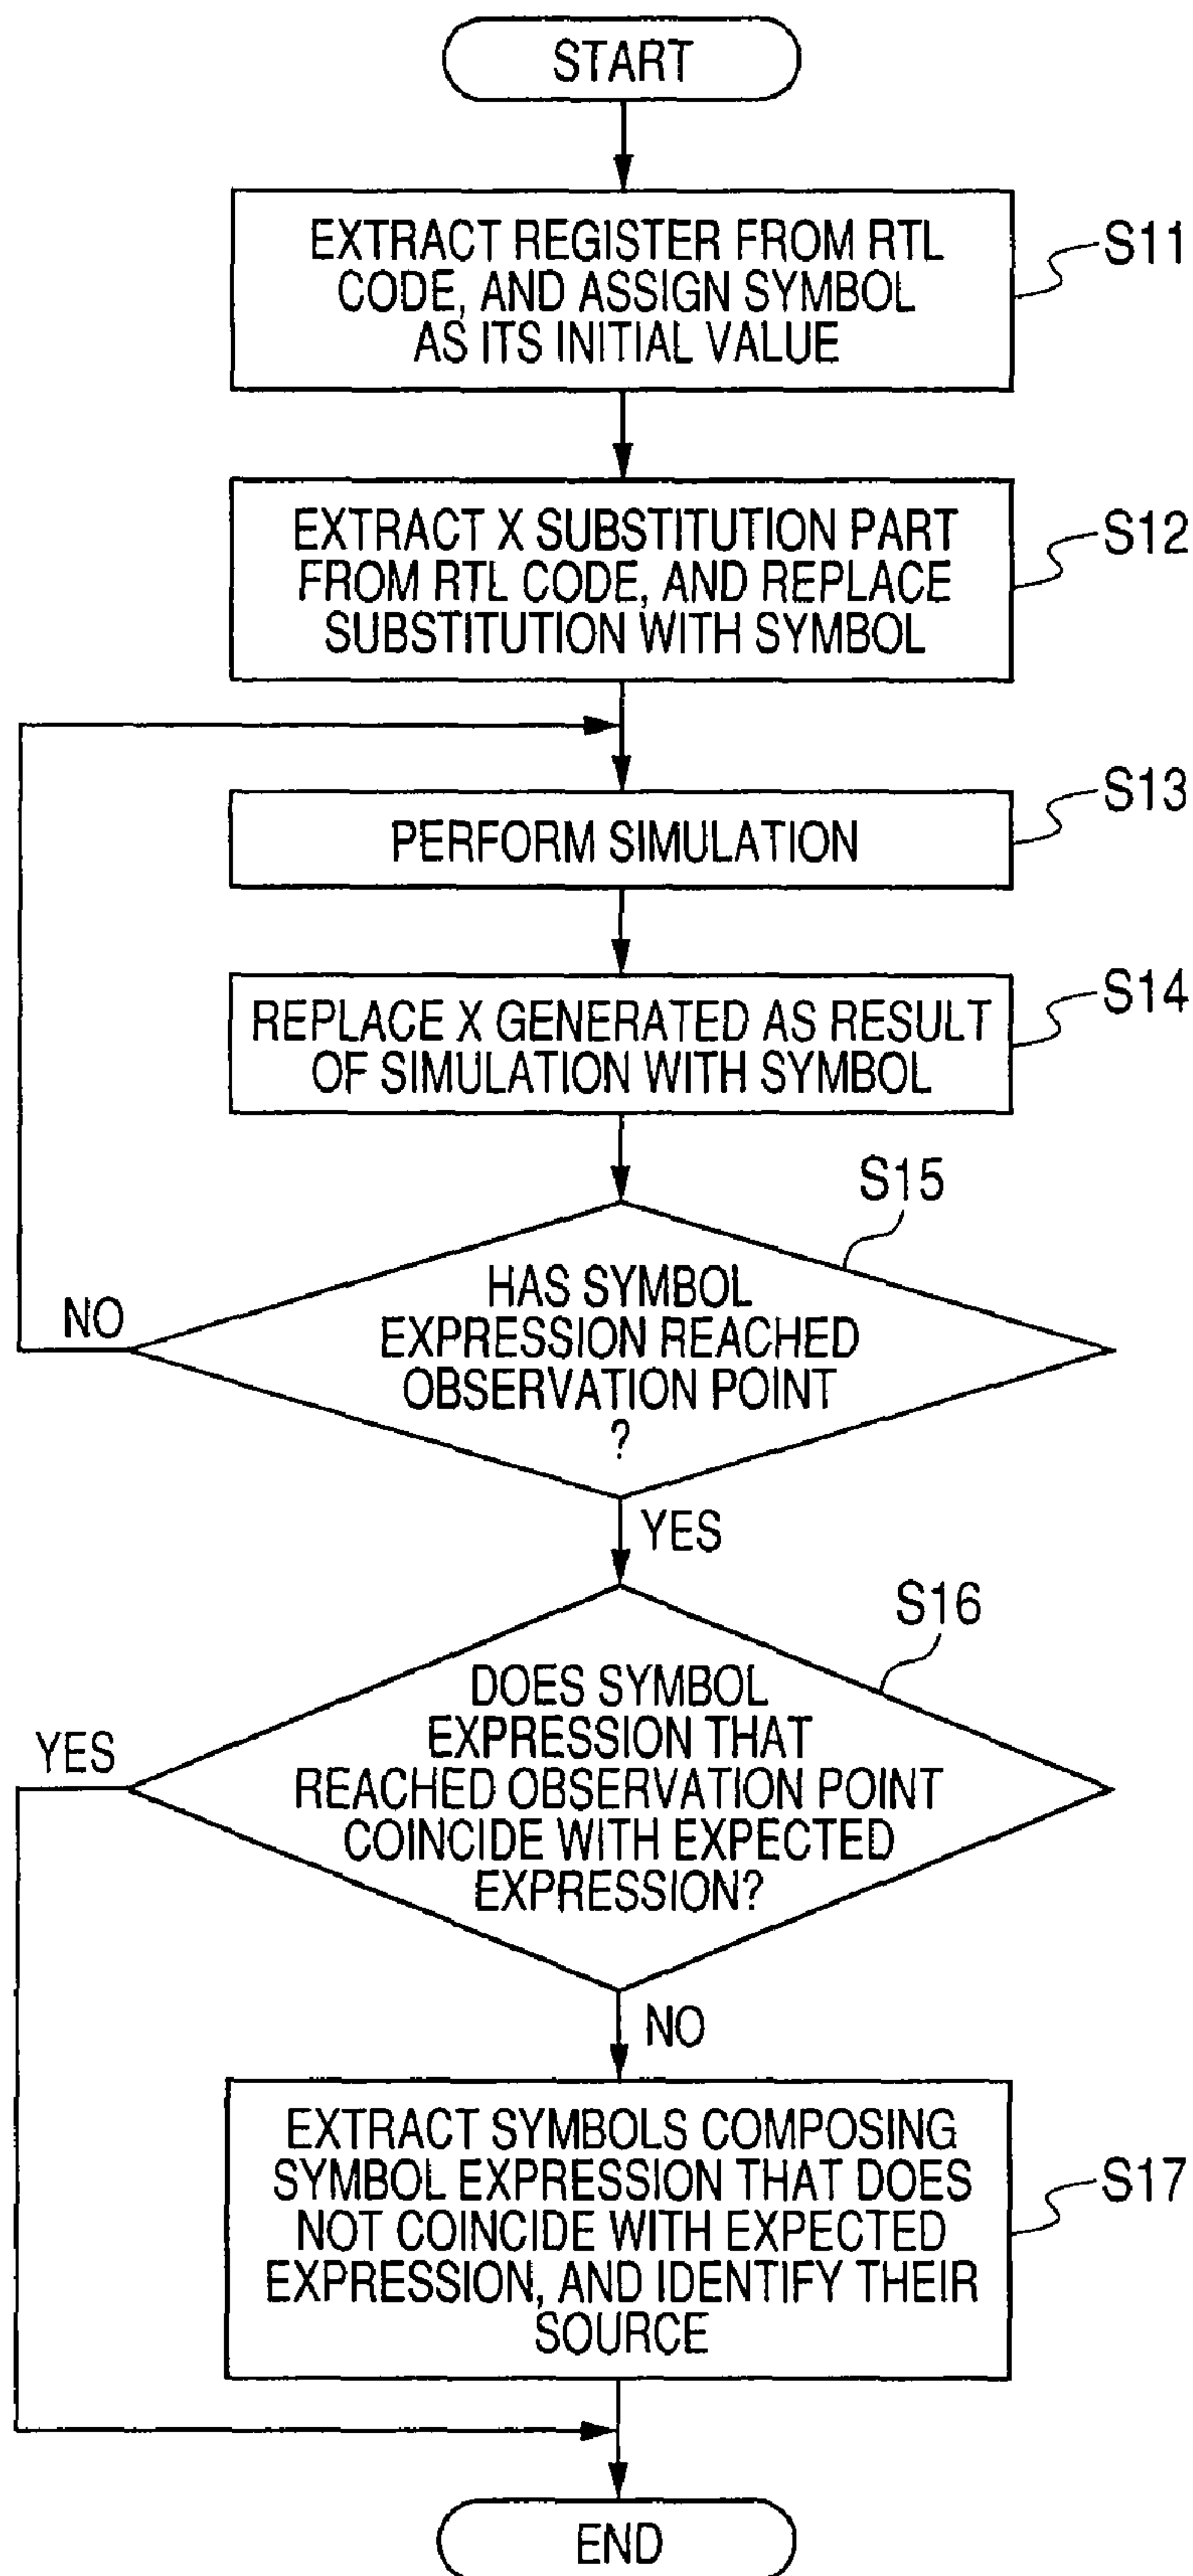 START
EXTRACT REGISTER FROM RTL
CODE, AND ASSIGN SYMBOL
AS ITS INITIAL VALUE
S11
EXTRACT X SUBSTITUTION PART
FROM RTL CODE, AND REPLACE
SUBSTITUTION WITH SYMBOL
S12
PERFORM SIMULATION
S13
REPLACE X GENERATED AS RESULT
OF SIMULATION WITH SYMBOL
S14
S15
HAS SYMBOL
EXPRESSION REACHED
OBSERVATION POINT
?
NO
YES
S16
DOES SYMBOL
EXPRESSION THAT
REACHED OBSERVATION POINT
COINCIDE WITH EXPECTED
EXPRESSION?
YES
NO
EXTRACT SYMBOLS COMPOSING
SYMBOL EXPRESSION THAT DOES
NOT COINCIDE WITH EXPECTED
EXPRESSION, AND IDENTIFY THEIR
SOURCE
S17
END